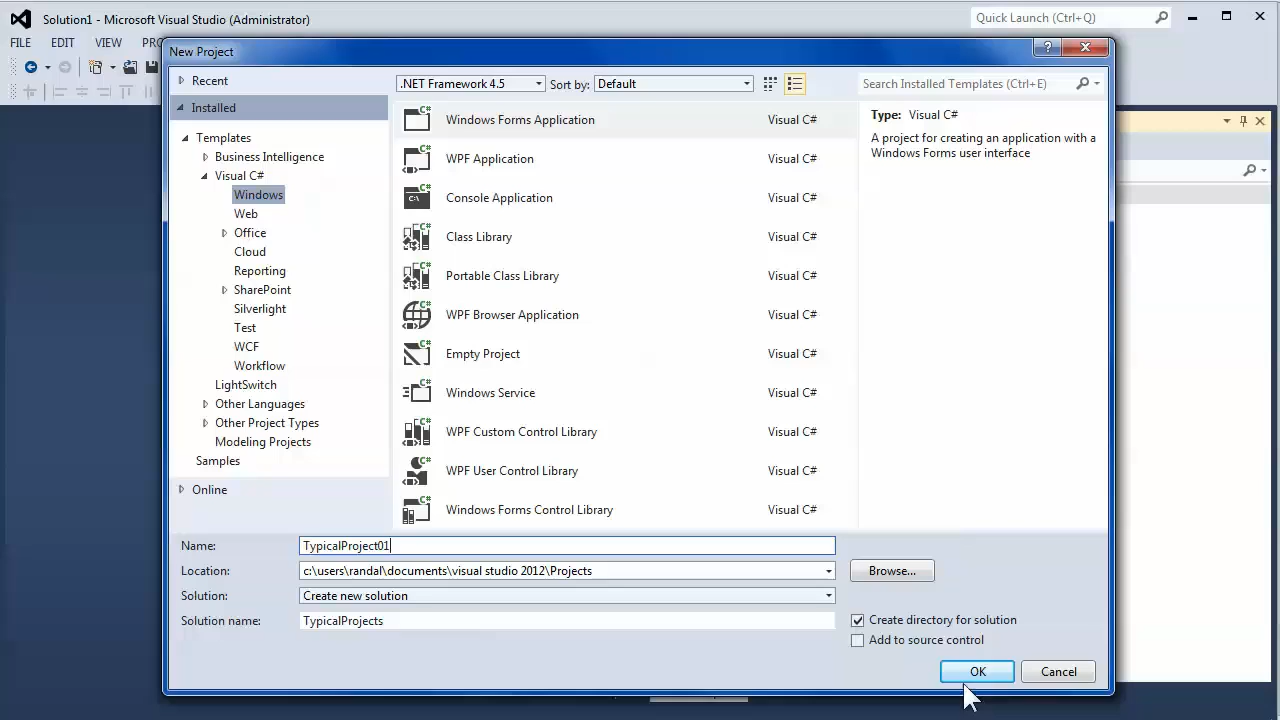 Solution1 - Microsoft Visual Studio (Administrator)
Quick Launch (Ctrl+Q)
FILE EDIT VIEW PR
New Project
Recent
Installed
Templates
Business Intelligence
Visual C#
Windows
Web
Office
Cloud
Reporting
SharePoint
Silverlight
Test
WCF
Workflow
LightSwitch
Other Languages
Other Project Types
Modeling Projects
Samples
Online
.NET Framework 4.5 Sort by: Default
Search Installed Templates (Ctrl+E)
Windows Forms Application Visual C#
WPF Application Visual C#
Console Application Visual C#
Class Library Visual C#
Portable Class Library Visual C#
WPF Browser Application Visual C#
Empty Project Visual C#
Windows Service Visual C#
WPF Custom Control Library Visual C#
WPF User Control Library Visual C#
Windows Forms Control Library Visual C#
Type: Visual C#
A project for creating an application with a
Windows Forms user interface
Name: TypicalProject01
Location: c:\users\randal\documents\visual studio 2012\Projects Browse...
Solution: Create new solution
Solution name: TypicalProjects
Create directory for solution
Add to source control
OK Cancel